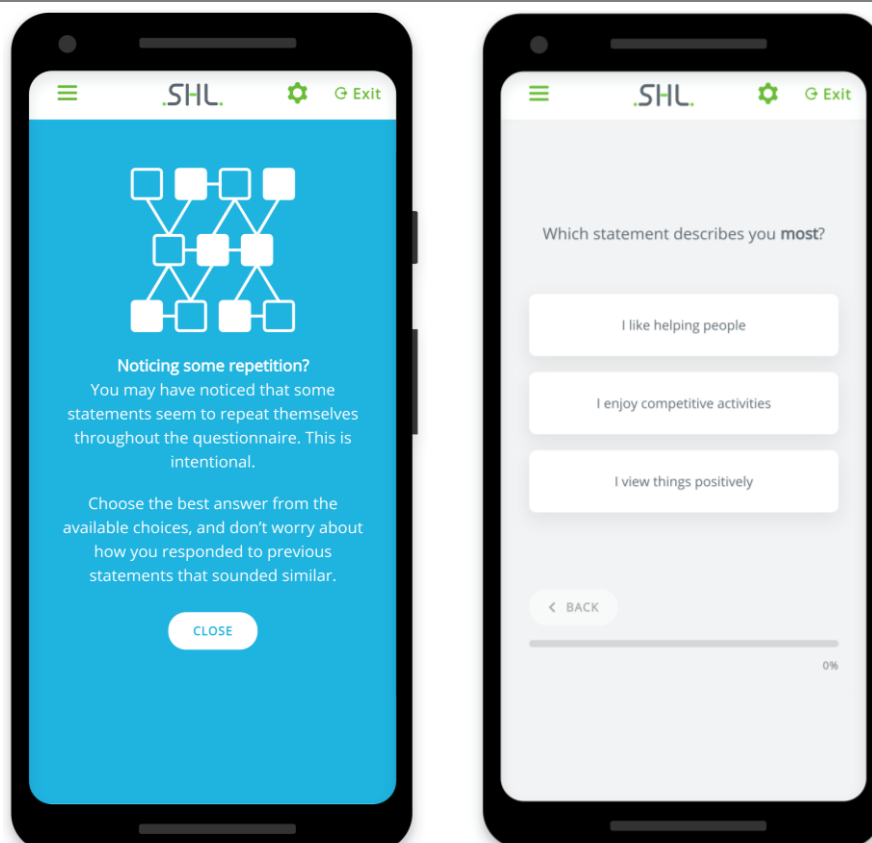 .SHL.
Exit
Noticing some repetition?
You may have noticed that some
statements seem to repeat themselves
throughout the questionnaire. This is
intentional.
Choose the best answer from the
available choices, and don't worry about
how you responded to previous
statements that sounded similar.
CLOSE
.SHL.
Exit
Which statement describes you most?
I like helping people
I enjoy competitive activities
I view things positively
BACK
0%